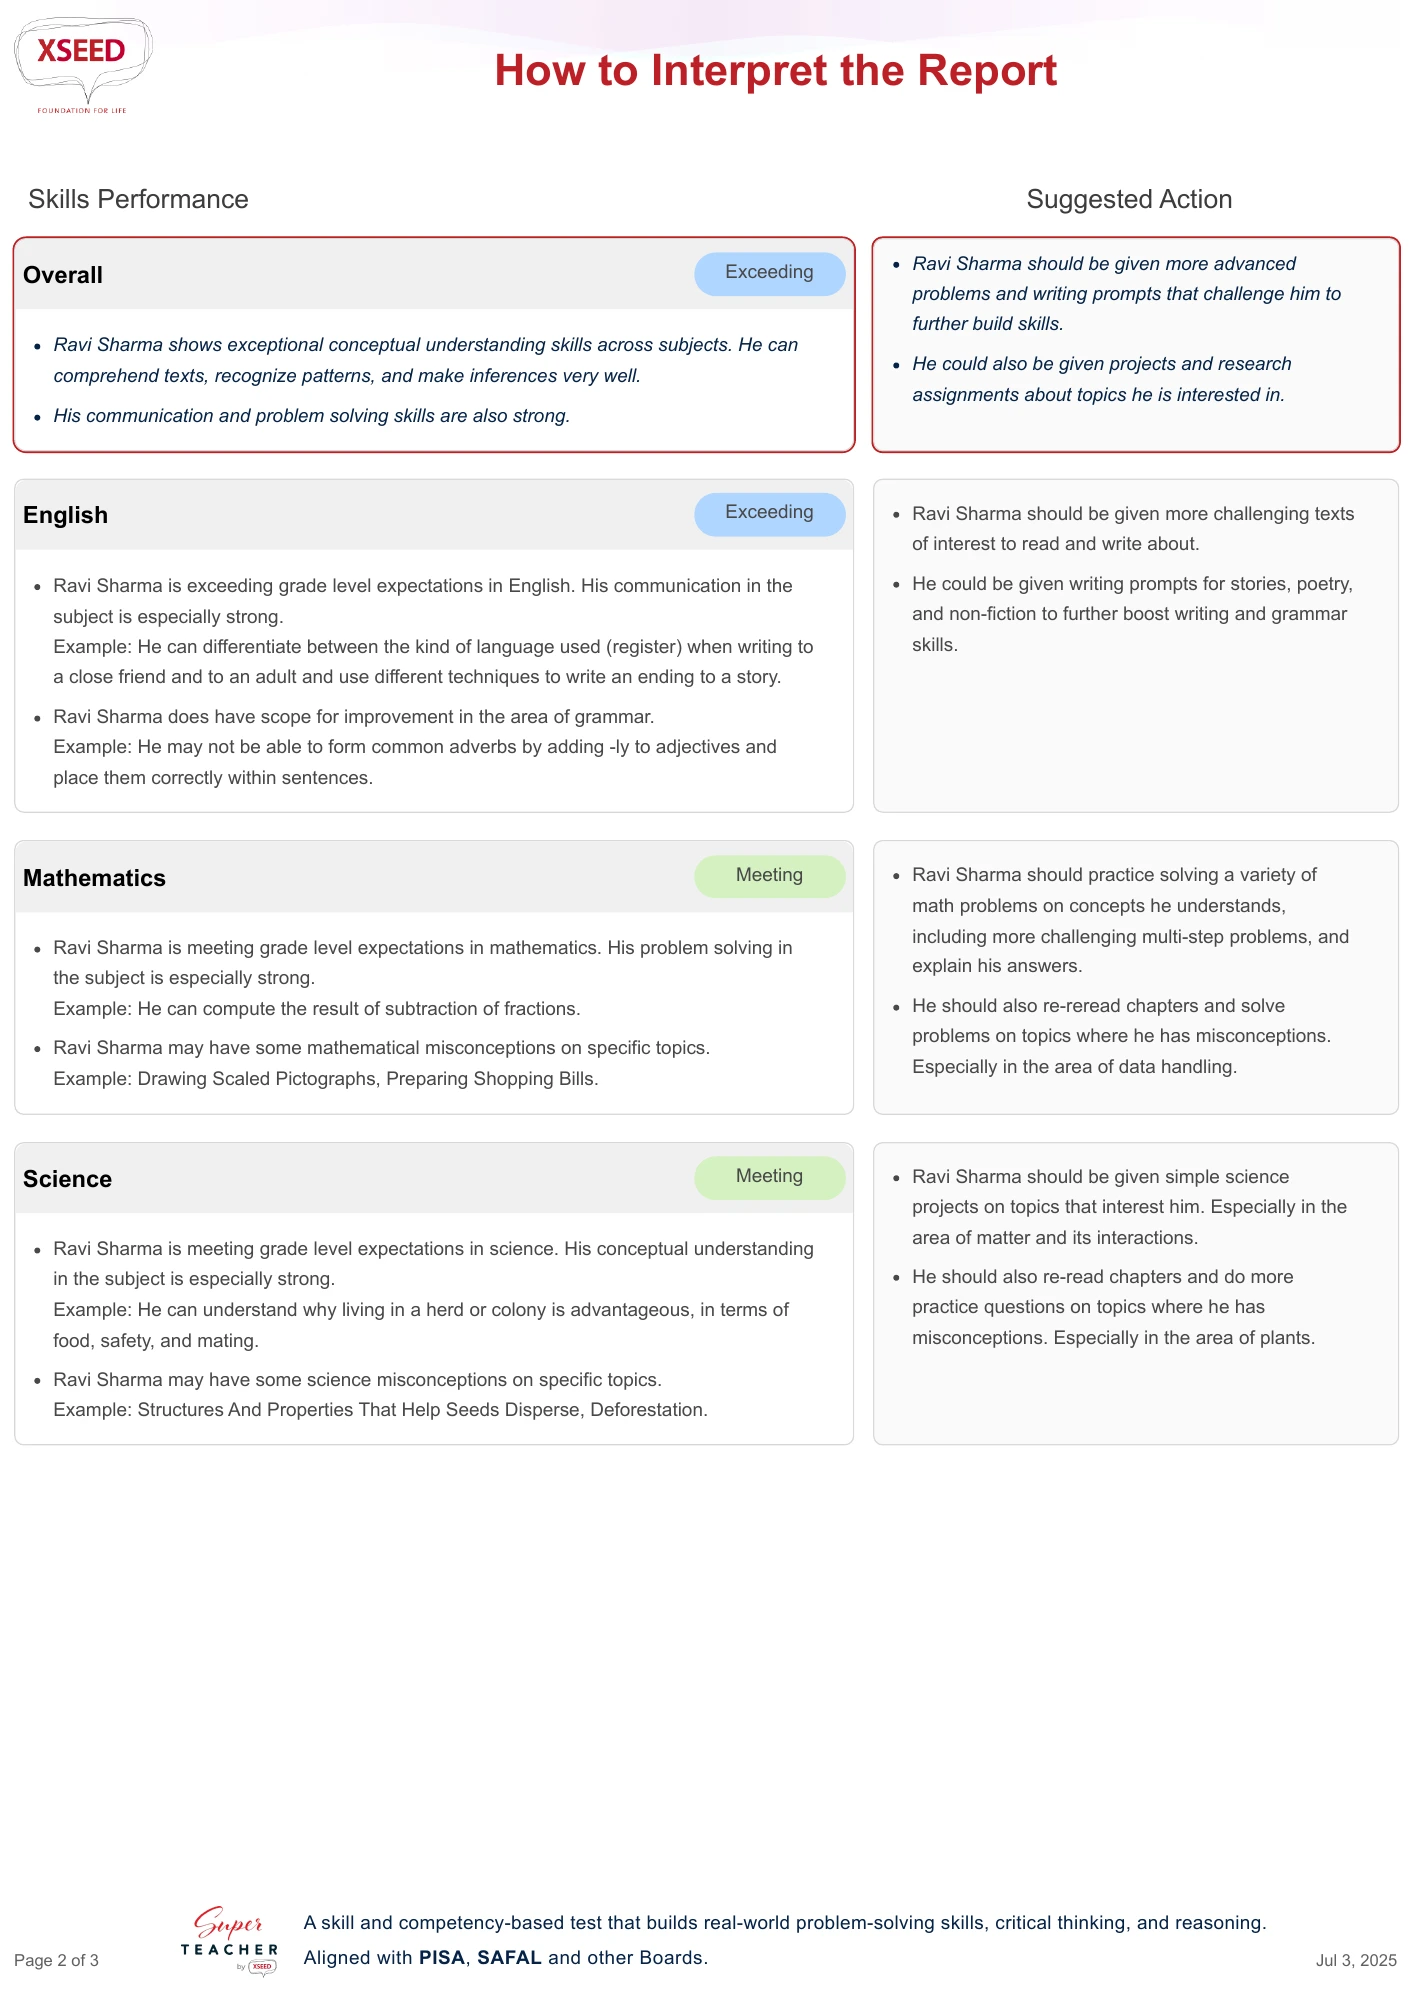 XSEED
FOUNDATION FOR LIFE
How to Interpret the Report
Skills Performance
Suggested Action
Overall
Exceeding
• Ravi Sharma shows exceptional conceptual understanding skills across subjects. He can
comprehend texts, recognize patterns, and make inferences very well.
• His communication and problem solving skills are also strong.
• Ravi Sharma should be given more advanced
problems and writing prompts that challenge him to
further build skills.
• He could also be given projects and research
assignments about topics he is interested in.
English
Exceeding
• Ravi Sharma is exceeding grade level expectations in English. His communication in the
subject is especially strong.
Example: He can differentiate between the kind of language used (register) when writing to
a close friend and to an adult and use different techniques to write an ending to a story.
• Ravi Sharma does have scope for improvement in the area of grammar.
Example: He may not be able to form common adverbs by adding -ly to adjectives and
place them correctly within sentences.
• Ravi Sharma should be given more challenging texts
of interest to read and write about.
• He could be given writing prompts for stories, poetry,
and non-fiction to further boost writing and grammar
skills.
Mathematics
Meeting
• Ravi Sharma is meeting grade level expectations in mathematics. His problem solving in
the subject is especially strong.
Example: He can compute the result of subtraction of fractions.
• Ravi Sharma may have some mathematical misconceptions on specific topics.
Example: Drawing Scaled Pictographs, Preparing Shopping Bills.
• Ravi Sharma should practice solving a variety of
math problems on concepts he understands,
including more challenging multi-step problems, and
explain his answers.
• He should also re-reread chapters and solve
problems on topics where he has misconceptions.
Especially in the area of data handling.
Science
Meeting
• Ravi Sharma is meeting grade level expectations in science. His conceptual understanding
in the subject is especially strong.
Example: He can understand why living in a herd or colony is advantageous, in terms of
food, safety, and mating.
• Ravi Sharma may have some science misconceptions on specific topics.
Example: Structures And Properties That Help Seeds Disperse, Deforestation.
• Ravi Sharma should be given simple science
projects on topics that interest him. Especially in the
area of matter and its interactions.
• He should also re-read chapters and do more
practice questions on topics where he has
misconceptions. Especially in the area of plants.
Page 2 of 3
Super
TEACHER
by XSEED
A skill and competency-based test that builds real-world problem-solving skills, critical thinking, and reasoning.
Aligned with PISA, SAFAL and other Boards.
Jul 3, 2025